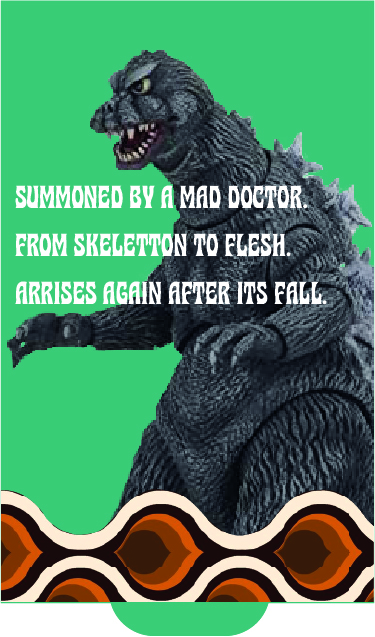 SUMMONED BY A MAD DOCTOR.
FROM SKELETTON TO FLESH.
ARRISES AGAIN AFTER ITS FALL.